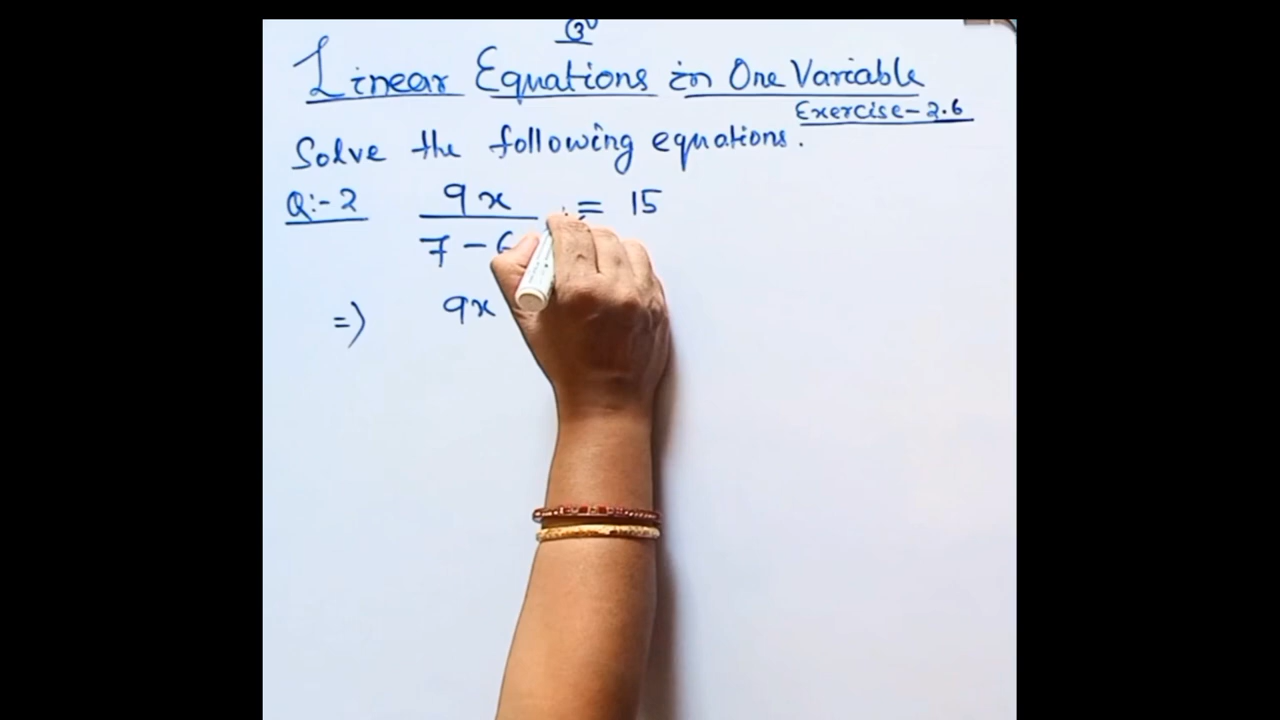 3
Linear Equations in One Variable
Exercise-2.6
Solve the following equations.
Q:-2 9x = 15
7-6
=> 9x